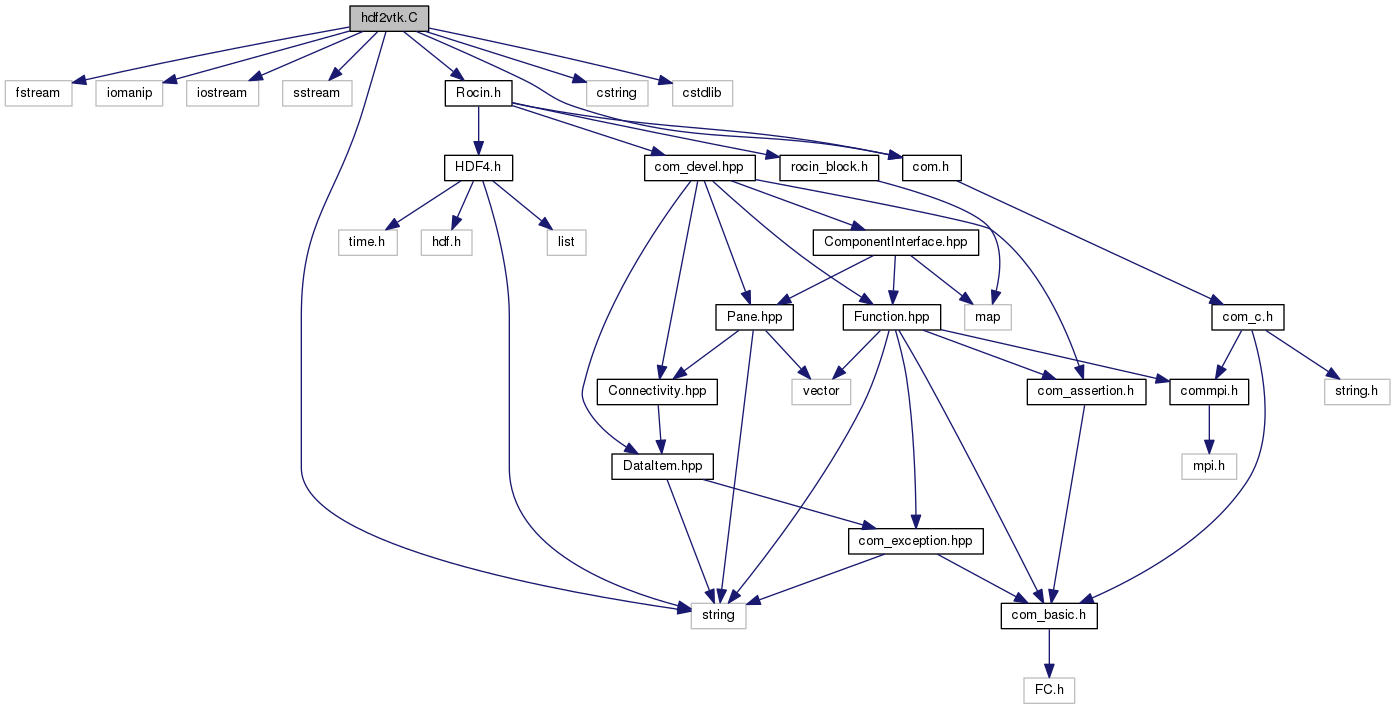 hdf2vtk.C
fstream
iomanip
iostream
sstream
Rocin.h
cstring
cstdlib
HDF4.h
com_devel.hpp
rocin_block.h
com.h
time.h
hdf.h
list
ComponentInterface.hpp
Pane.hpp
Function.hpp
map
com_c.h
Connectivity.hpp
vector
com_assertion.h
commpi.h
string.h
DataItem.hpp
mpi.h
com_exception.hpp
string
com_basic.h
FC.h